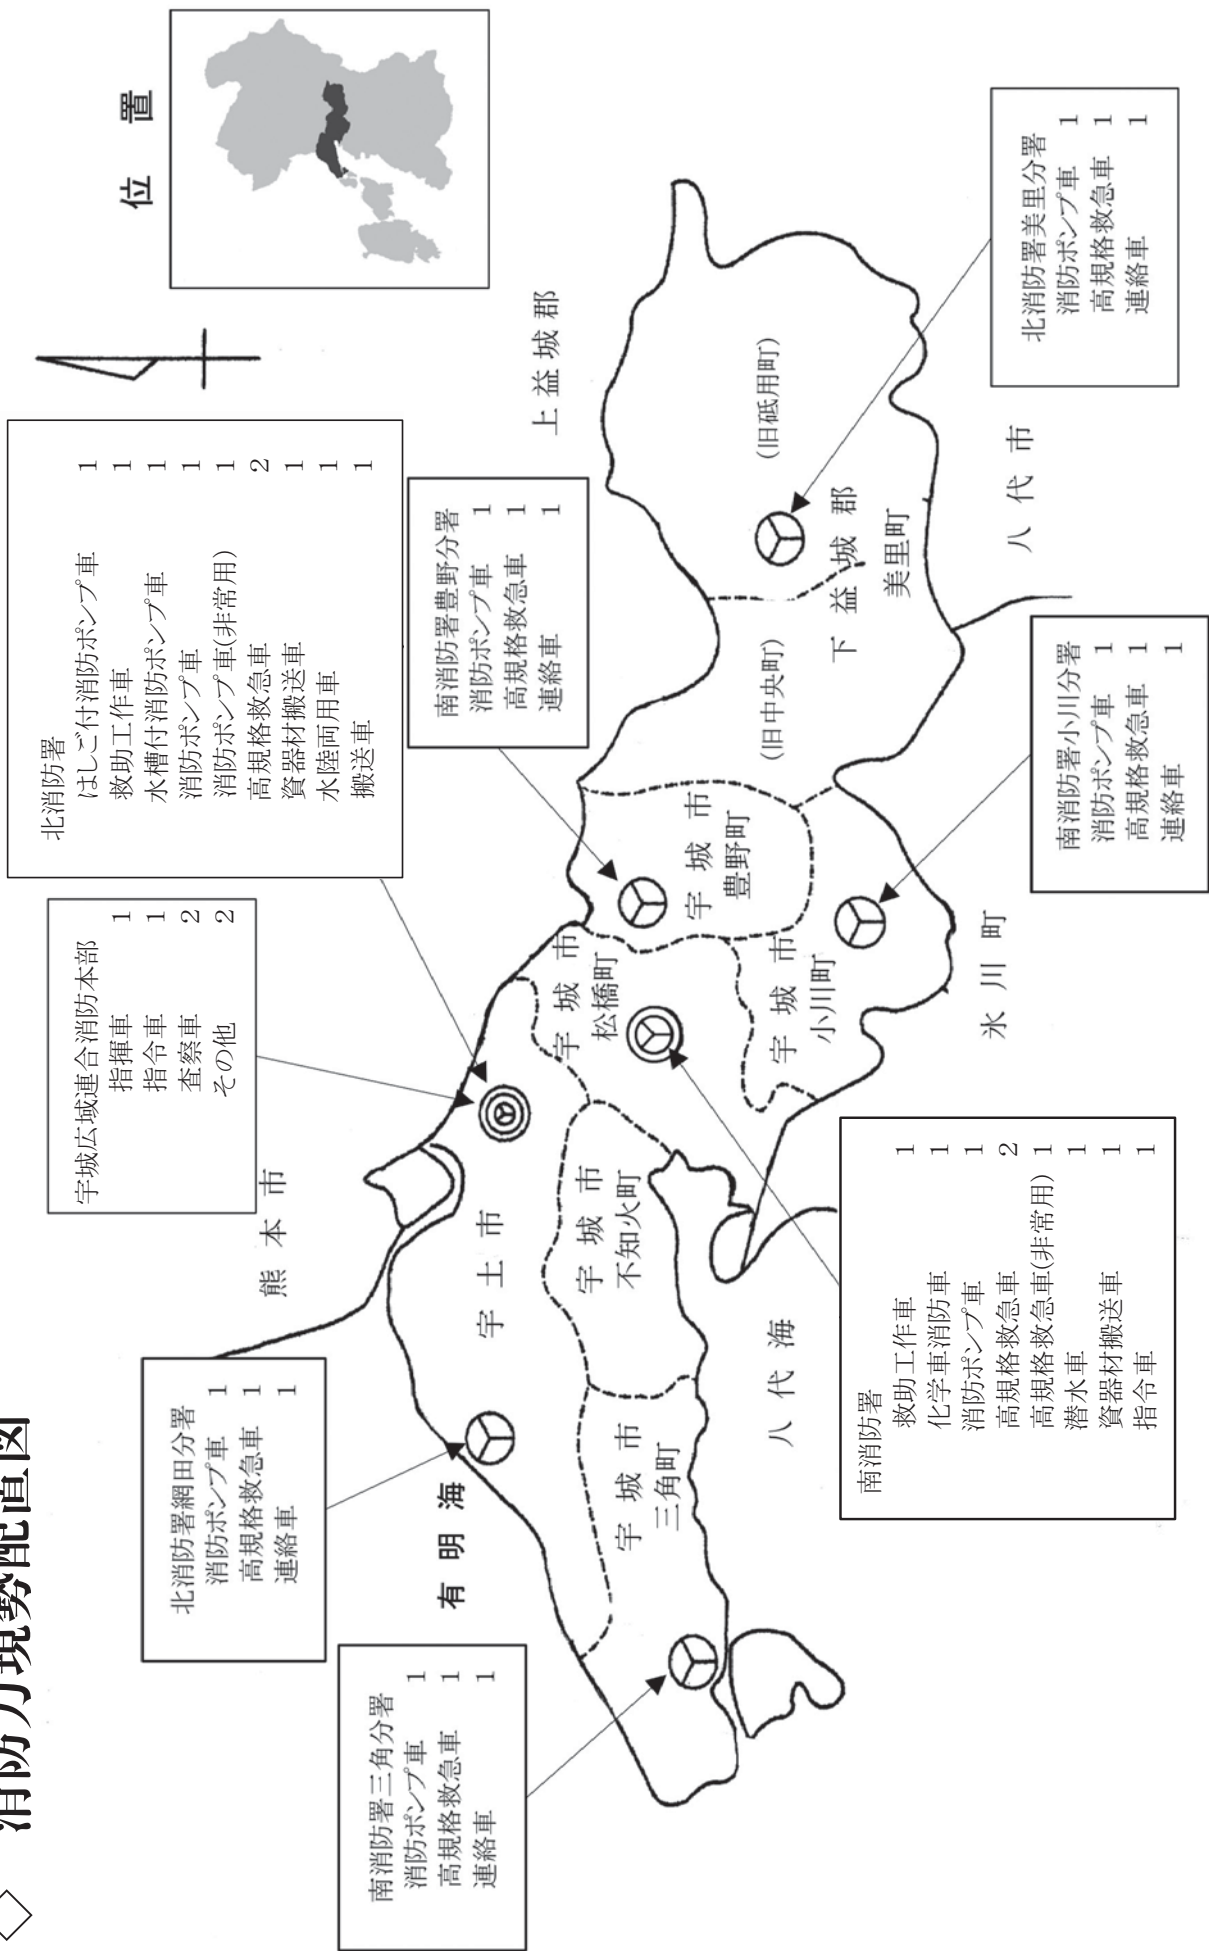 ◇ 消防力現勢配置図
位置
北消防署
はしご付消防ポンプ車 1
救助工作車 1
水槽付消防ポンプ車 1
消防ポンプ車 1
消防ポンプ車(非常用) 1
高規格救急車 2
資器材搬送車 1
水陸両用車 1
搬送車 1
宇城広域連合消防本部
指揮車 1
指令車 1
査察車 2
その他 2
北消防署網田分署
消防ポンプ車 1
高規格救急車 1
連絡車 1
南消防署三角分署
消防ポンプ車 1
高規格救急車 1
連絡車 1
南消防署豊野分署
消防ポンプ車 1
高規格救急車 1
連絡車 1
北消防署美里分署
消防ポンプ車 1
高規格救急車 1
連絡車 1
南消防署小川分署
消防ポンプ車 1
高規格救急車 1
連絡車 1
南消防署
救助工作車 1
化学車消防車 1
消防ポンプ車 1
高規格救急車 2
高規格救急車(非常用) 1
潜水車 1
資器材搬送車 1
指令車 1
熊本市
上益城郡
有明海
宇土市
宇城市
三角町
宇城市
不知火町
宇城市
松橋町
宇城市
豊野町
宇城市
小川町
(旧中央町)
(旧砥用町)
下益城郡
美里町
八代海
氷川町
八代市